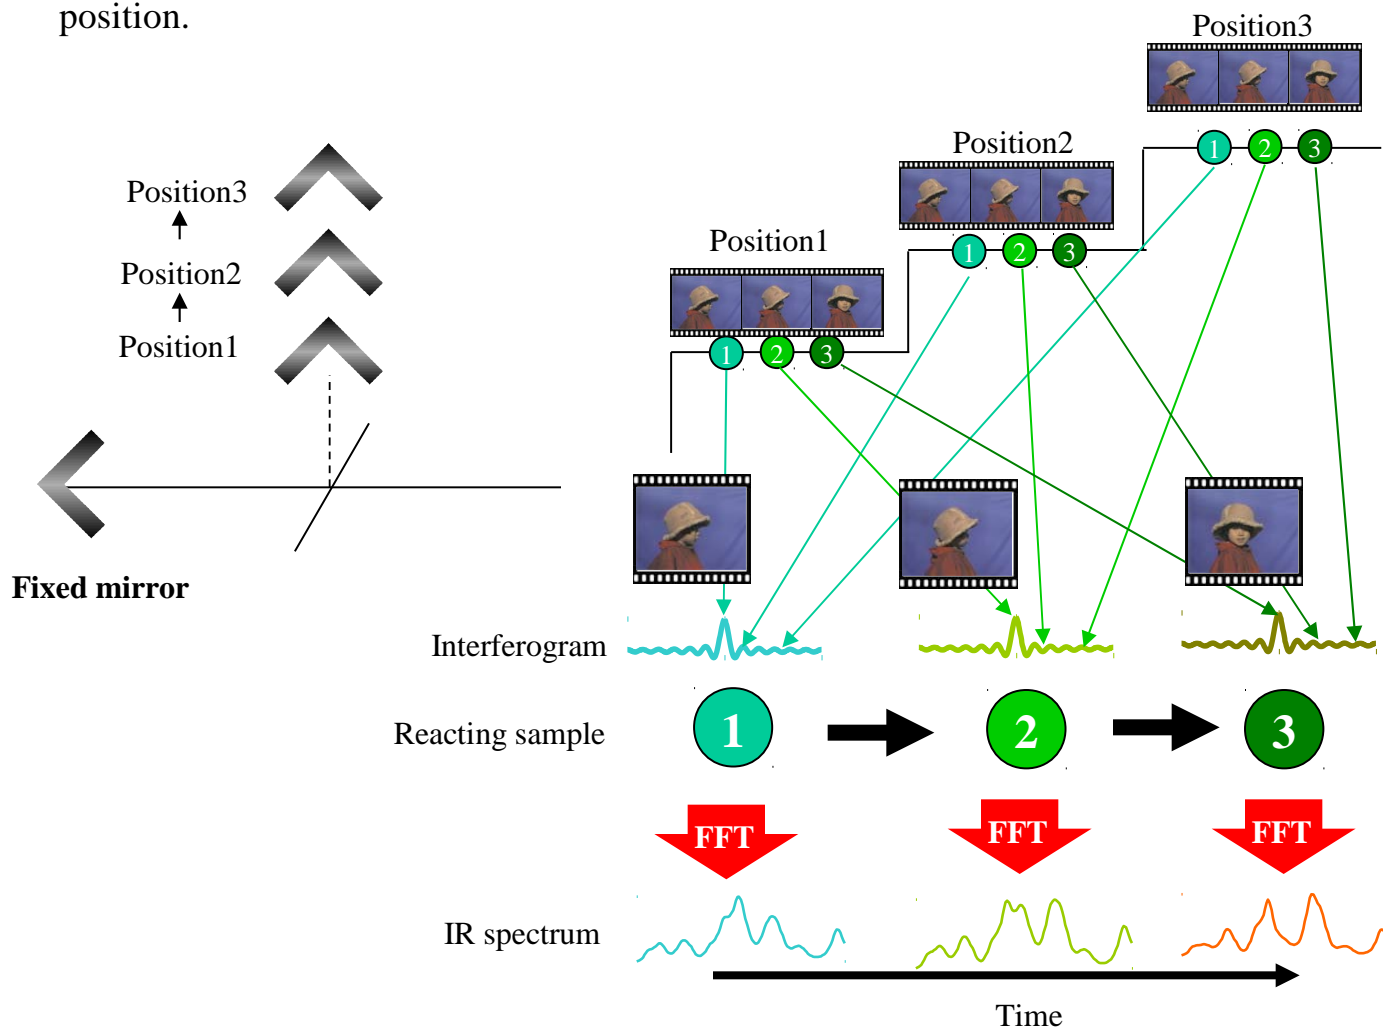 position.
Position3
Position2
Position1
Fixed mirror
Position3
1 2 3
Position2
1 2 3
Position1
1 2 3
Interferogram
Reacting sample
1 2 3
FFT FFT FFT
IR spectrum
Time